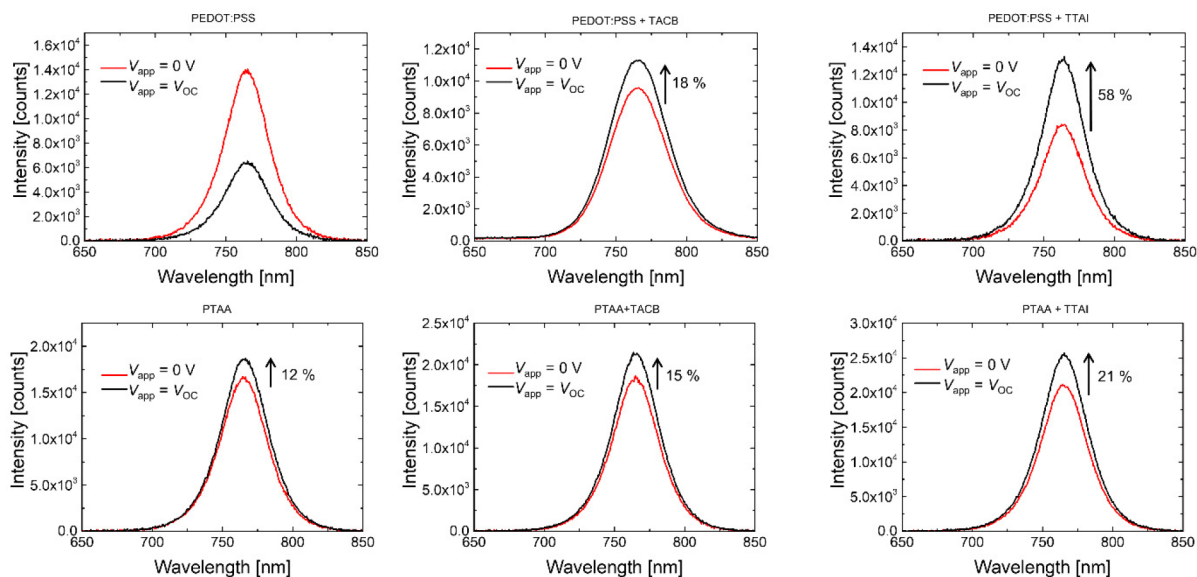 PEDOT:PSS
1.6x10⁴
1.4x10⁴
1.2x10⁴
1.0x10⁴
8.0x10³
6.0x10³
4.0x10³
2.0x10³
0.0
Intensity [counts]
V_app = 0 V
V_app = V_OC
650 700 750 800 850
Wavelength [nm]
PEDOT:PSS + TACB
1.2x10⁴
1.0x10⁴
8.0x10³
6.0x10³
4.0x10³
2.0x10³
0.0
Intensity [counts]
V_app = 0 V
V_app = V_OC
18 %
650 700 750 800 850
Wavelength [nm]
PEDOT:PSS + TTAI
1.4x10⁴
1.2x10⁴
1.0x10⁴
8.0x10³
6.0x10³
4.0x10³
2.0x10³
0.0
Intensity [counts]
V_app = 0 V
V_app = V_OC
58 %
650 700 750 800 850
Wavelength [nm]
PTAA
2.0x10⁴
1.5x10⁴
1.0x10⁴
5.0x10³
0.0
Intensity [counts]
V_app = 0 V
V_app = V_OC
12 %
650 700 750 800 850
Wavelength [nm]
PTAA+TACB
2.5x10⁴
2.0x10⁴
1.5x10⁴
1.0x10⁴
5.0x10³
0.0
Intensity [counts]
V_app = 0 V
V_app = V_OC
15 %
650 700 750 800 850
Wavelength [nm]
PTAA + TTAI
3.0x10⁴
2.5x10⁴
2.0x10⁴
1.5x10⁴
1.0x10⁴
5.0x10³
0.0
Intensity [counts]
V_app = 0 V
V_app = V_OC
21 %
650 700 750 800 850
Wavelength [nm]